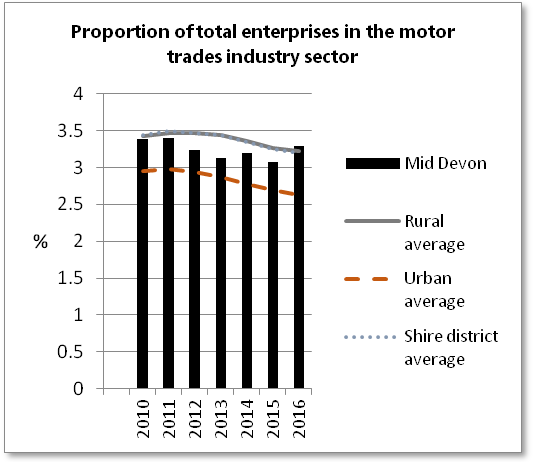 Proportion of total enterprises in the motor
trades industry sector
4
3.5
3
2.5
2
1.5
1
0.5
0
%
2010
2011
2012
2013
2014
2015
2016
Mid Devon
Rural
average
Urban
average
Shire district
average